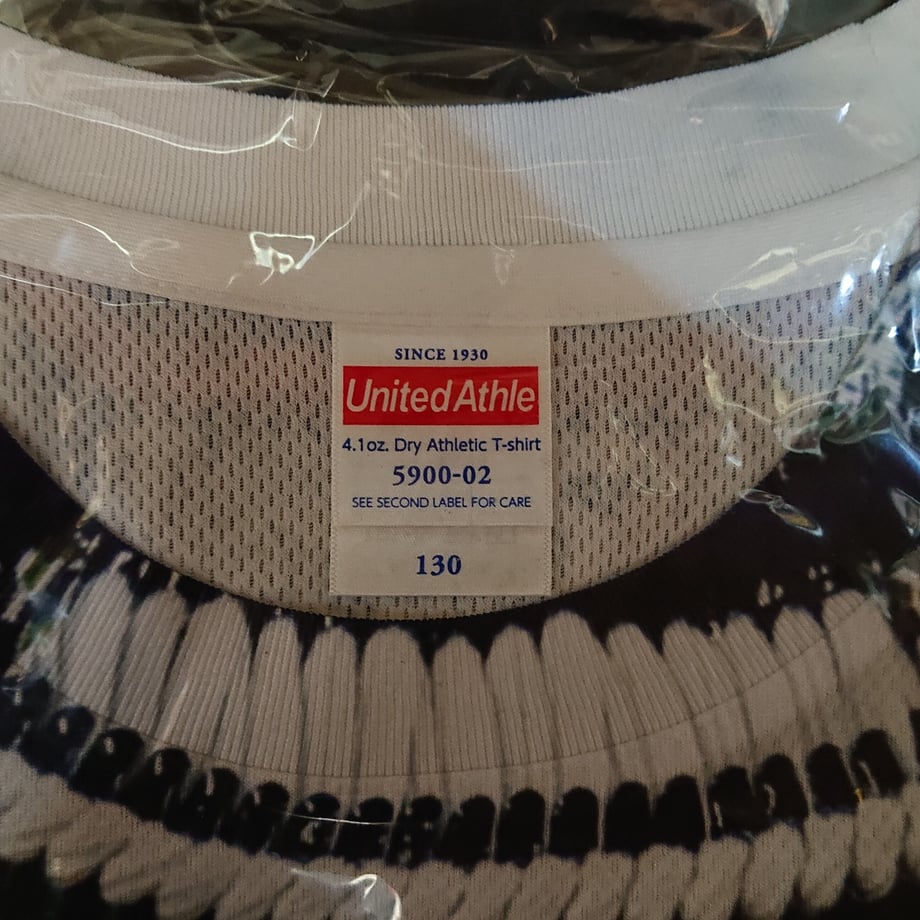 SINCE 1930
United Athle
4.1oz. Dry Athletic T-shirt
5900-02
SEE SECOND LABEL FOR CARE
130